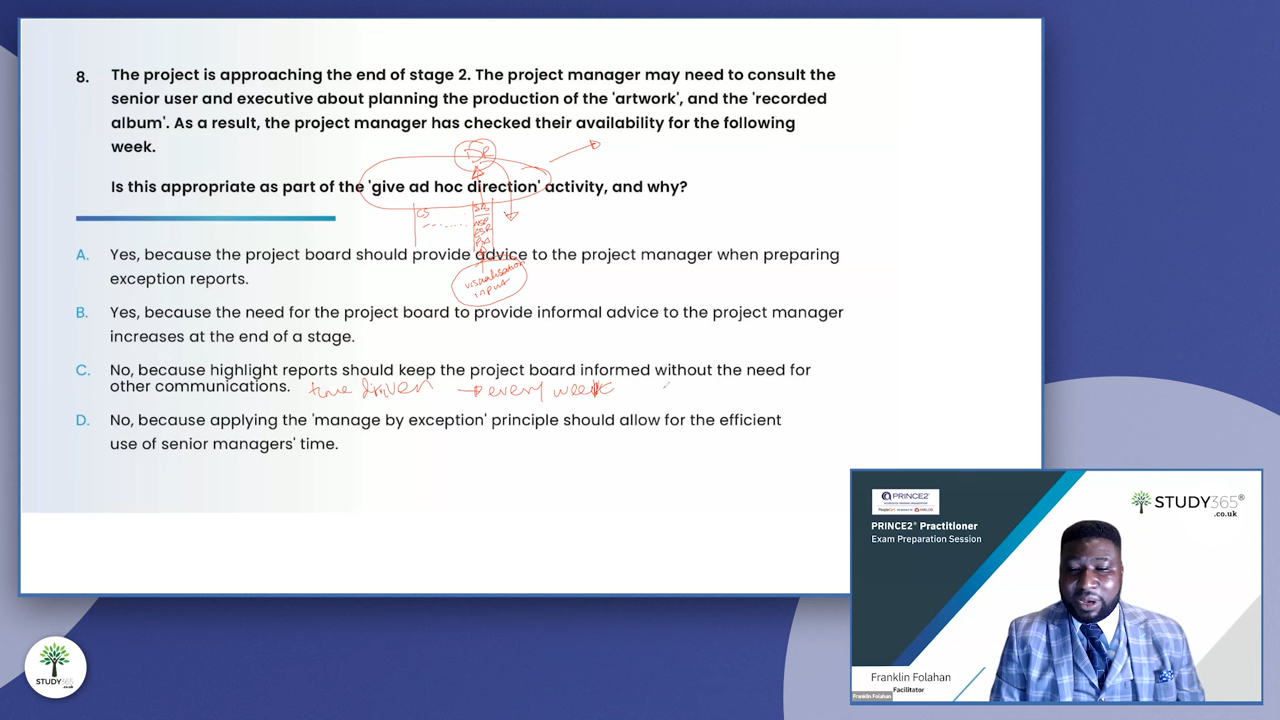 8. The project is approaching the end of stage 2. The project manager may need to consult the
senior user and executive about planning the production of the 'artwork', and the 'recorded
album'. As a result, the project manager has checked their availability for the following
week.
Is this appropriate as part of the 'give ad hoc direction' activity, and why?
A. Yes, because the project board should provide advice to the project manager when preparing
exception reports.
B. Yes, because the need for the project board to provide informal advice to the project manager
increases at the end of a stage.
C. No, because highlight reports should keep the project board informed without the need for
other communications.
time driven → every week
D. No, because applying the 'manage by exception' principle should allow for the efficient
use of senior managers' time.
CS
visualisation
input
PRINCE2®
PRINCE2® Practitioner
Exam Preparation Session
STUDY365®
.co.uk
Franklin Folahan
Facilitator
Franklin Folahan
STUDY365
.co.uk